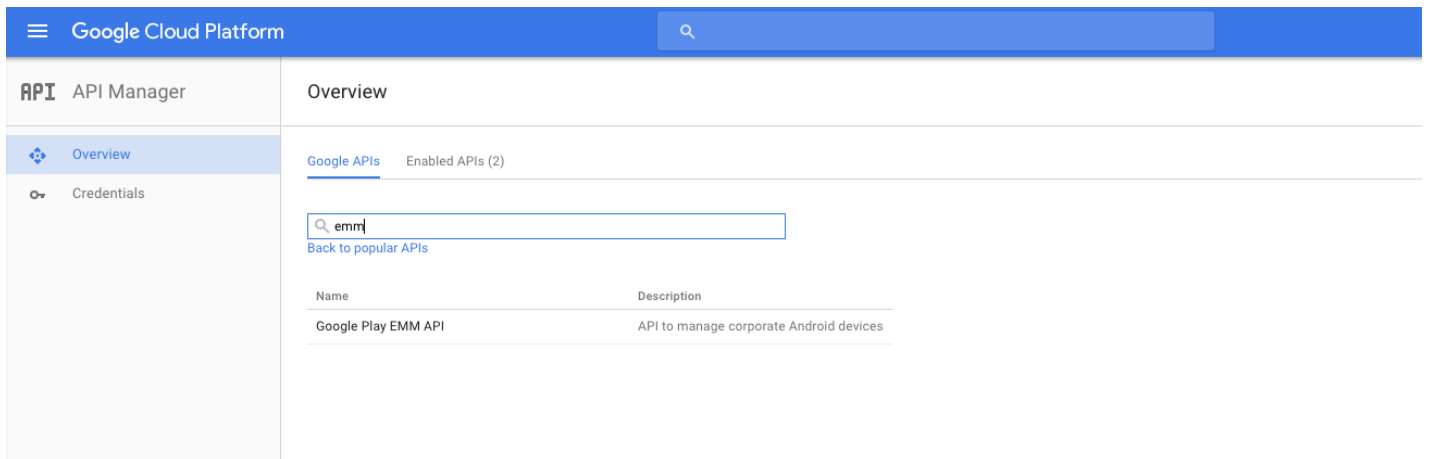 Google Cloud Platform
API API Manager
Overview
Overview
Credentials
Google APIs Enabled APIs (2)
emm
Back to popular APIs
Name Description
Google Play EMM API API to manage corporate Android devices